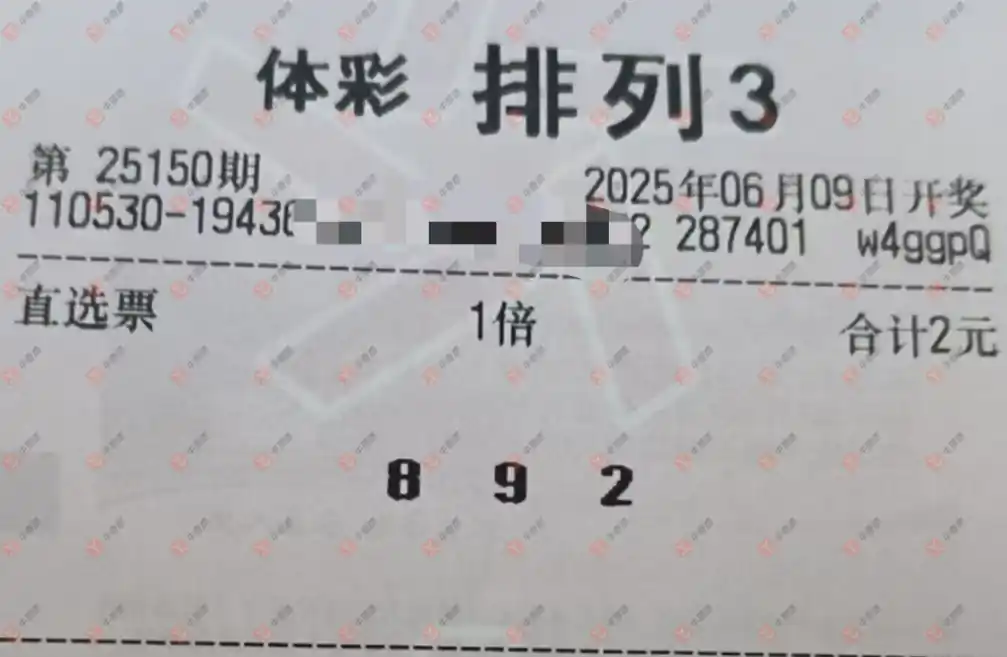 体彩 排列3
第 25150期 2025年06月09日开奖
110530-19438 2 287401 w4ggpQ
直选票 1倍 合计2元
8 9 2